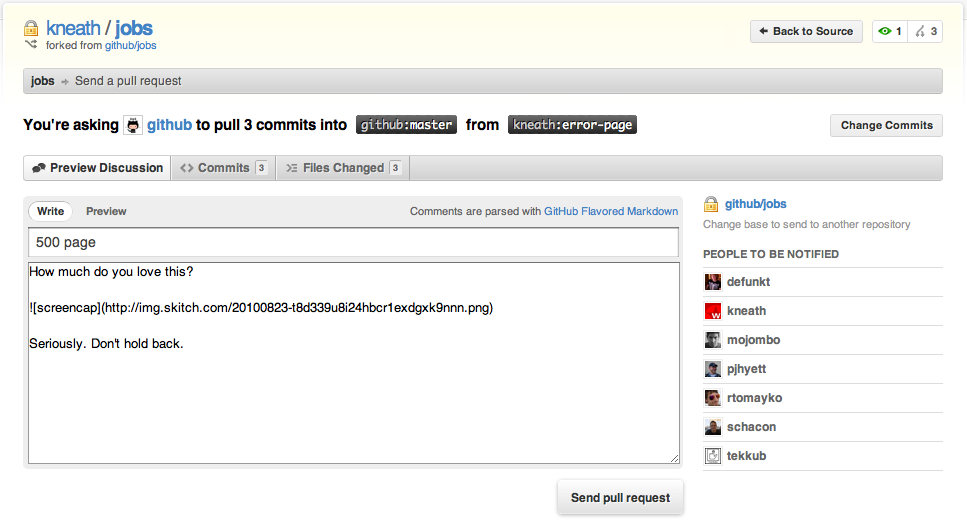 kneath / jobs
forked from github/jobs
Back to Source
1
3
jobs Send a pull request
You're asking github to pull 3 commits into github:master from kneath:error-page
Change Commits
Preview Discussion
Commits 3
Files Changed 3
Write
Preview
Comments are parsed with GitHub Flavored Markdown
500 page
How much do you love this?
![screencap](http://img.skitch.com/20100823-t8d339u8i24hbcr1exdgxk9nnn.png)
Seriously. Don't hold back.
Send pull request
github/jobs
Change base to send to another repository
PEOPLE TO BE NOTIFIED
defunkt
kneath
mojombo
pjhyett
rtomayko
schacon
tekkub